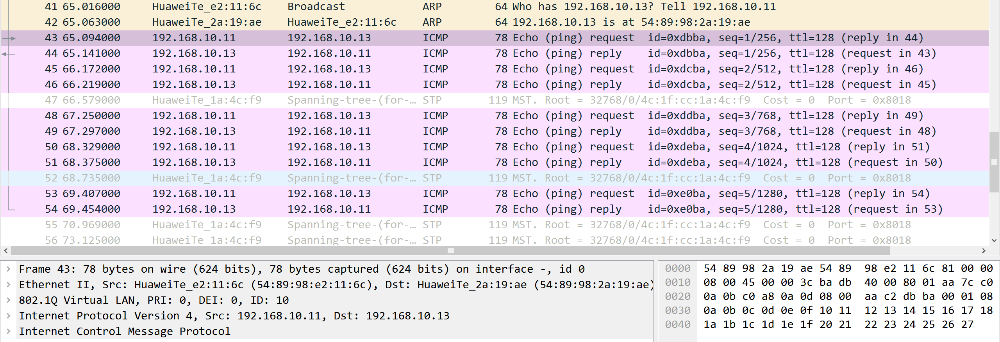 41 65.016000 HuaweiTe_e2:11:6c Broadcast ARP 64 Who has 192.168.10.13? Tell 192.168.10.11
42 65.063000 HuaweiTe_2a:19:ae HuaweiTe_e2:11:6c ARP 64 192.168.10.13 is at 54:89:98:2a:19:ae
43 65.094000 192.168.10.11 192.168.10.13 ICMP 78 Echo (ping) request id=0xdbba, seq=1/256, ttl=128 (reply in 44)
44 65.141000 192.168.10.13 192.168.10.11 ICMP 78 Echo (ping) reply id=0xdbba, seq=1/256, ttl=128 (request in 43)
45 66.172000 192.168.10.11 192.168.10.13 ICMP 78 Echo (ping) request id=0xdcba, seq=2/512, ttl=128 (reply in 46)
46 66.219000 192.168.10.13 192.168.10.11 ICMP 78 Echo (ping) reply id=0xdcba, seq=2/512, ttl=128 (request in 45)
47 66.579000 HuaweiTe_1a:4c:f9 Spanning-tree-(for-… STP 119 MST. Root = 32768/0/4c:1f:cc:1a:4c:f9 Cost = 0 Port = 0x8018
48 67.250000 192.168.10.11 192.168.10.13 ICMP 78 Echo (ping) request id=0xddba, seq=3/768, ttl=128 (reply in 49)
49 67.297000 192.168.10.13 192.168.10.11 ICMP 78 Echo (ping) reply id=0xddba, seq=3/768, ttl=128 (request in 48)
50 68.329000 192.168.10.11 192.168.10.13 ICMP 78 Echo (ping) request id=0xdeba, seq=4/1024, ttl=128 (reply in 51)
51 68.375000 192.168.10.13 192.168.10.11 ICMP 78 Echo (ping) reply id=0xdeba, seq=4/1024, ttl=128 (request in 50)
52 68.735000 HuaweiTe_1a:4c:f9 Spanning-tree-(for-… STP 119 MST. Root = 32768/0/4c:1f:cc:1a:4c:f9 Cost = 0 Port = 0x8018
53 69.407000 192.168.10.11 192.168.10.13 ICMP 78 Echo (ping) request id=0xe0ba, seq=5/1280, ttl=128 (reply in 54)
54 69.454000 192.168.10.13 192.168.10.11 ICMP 78 Echo (ping) reply id=0xe0ba, seq=5/1280, ttl=128 (request in 53)
55 70.969000 HuaweiTe_1a:4c:f9 Spanning-tree-(for-… STP 119 MST. Root = 32768/0/4c:1f:cc:1a:4c:f9 Cost = 0 Port = 0x8018
56 73.125000 HuaweiTe_1a:4c:f9 Spanning-tree-(for-… STP 119 MST. Root = 32768/0/4c:1f:cc:1a:4c:f9 Cost = 0 Port = 0x8018
Frame 43: 78 bytes on wire (624 bits), 78 bytes captured (624 bits) on interface -, id 0
Ethernet II, Src: HuaweiTe_e2:11:6c (54:89:98:e2:11:6c), Dst: HuaweiTe_2a:19:ae (54:89:98:2a:19:ae)
802.1Q Virtual LAN, PRI: 0, DEI: 0, ID: 10
Internet Protocol Version 4, Src: 192.168.10.11, Dst: 192.168.10.13
Internet Control Message Protocol
0000 54 89 98 2a 19 ae 54 89 98 e2 11 6c 81 00 00
0010 08 00 45 00 00 3c ba db 40 00 80 01 aa 7c c0
0020 0a 0b c0 a8 0a 0d 08 00 aa c2 db ba 00 01 08
0030 0a 0b 0c 0d 0e 0f 10 11 12 13 14 15 16 17 18
0040 1a 1b 1c 1d 1e 1f 20 21 22 23 24 25 26 27